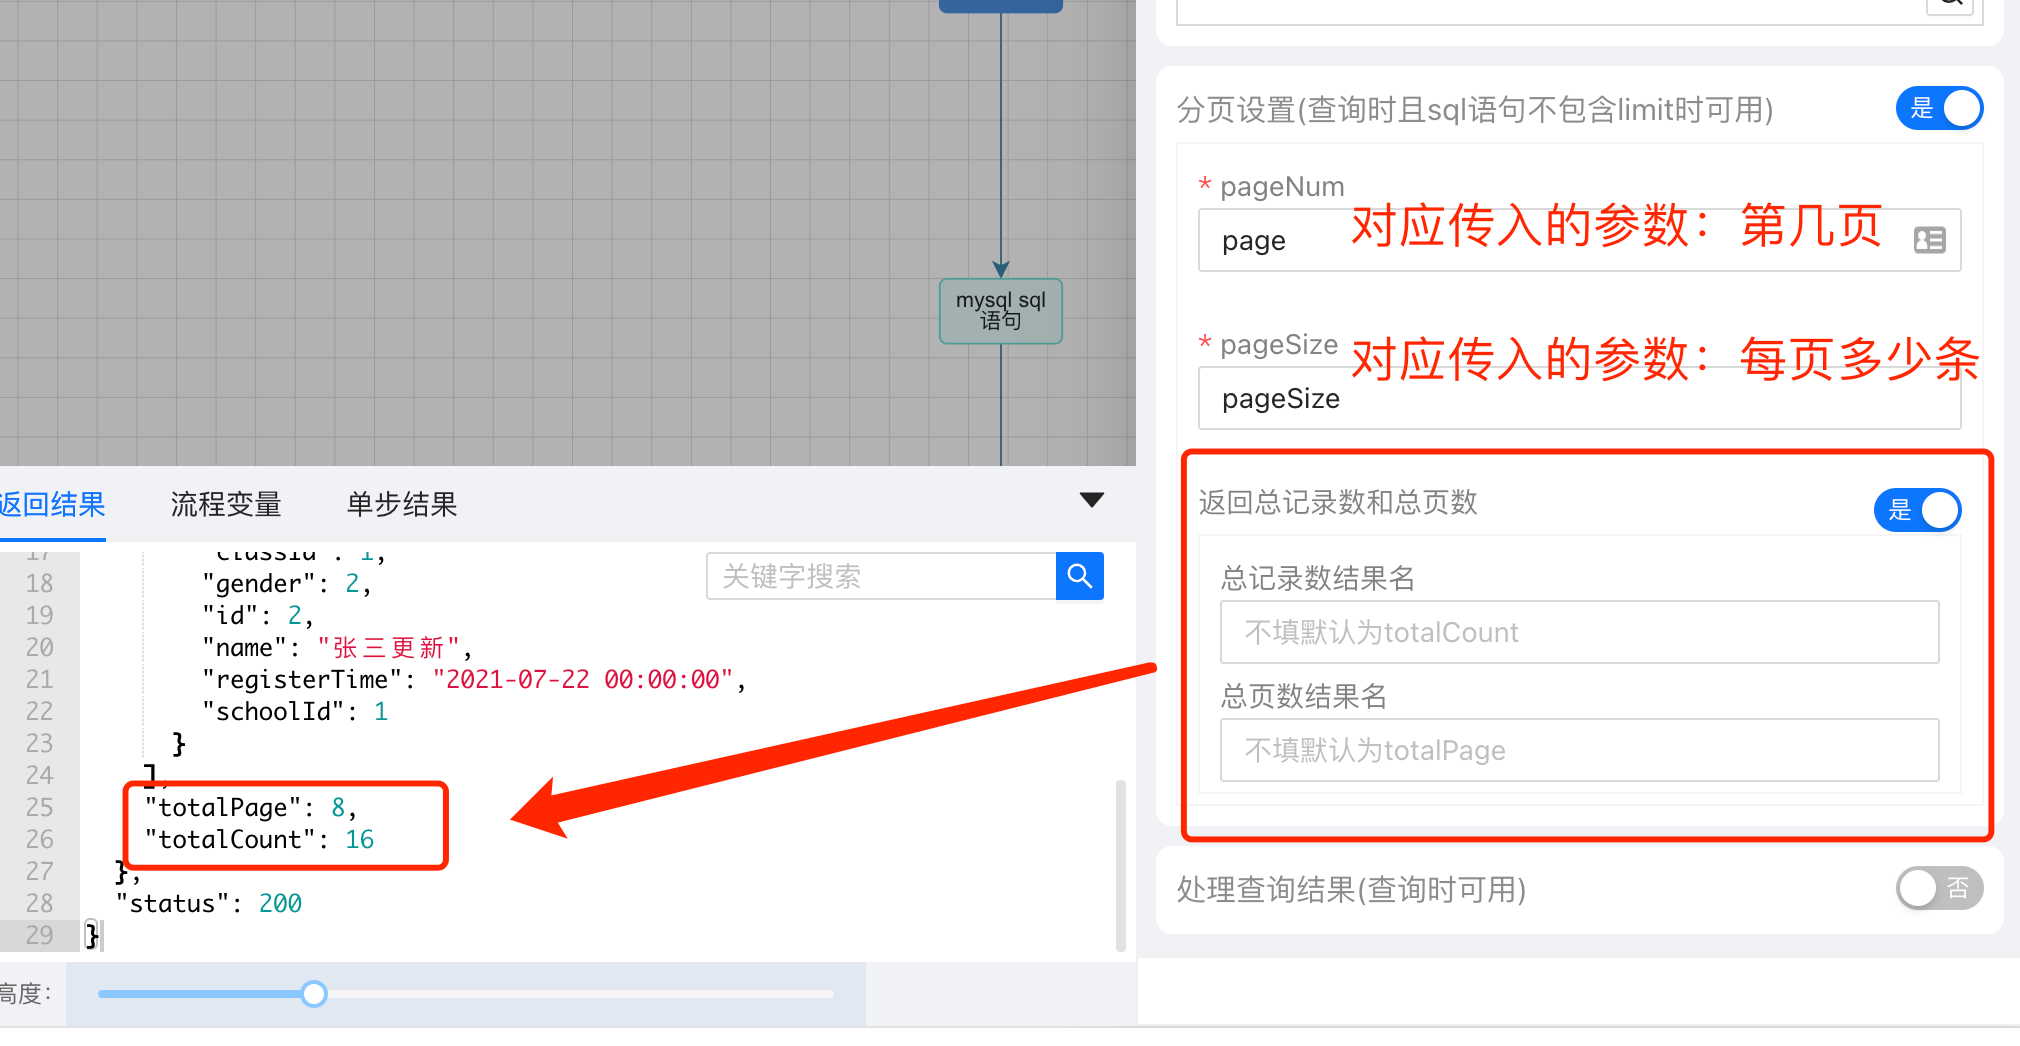 mysql sql
语句
返回结果
流程变量
单步结果
关键字搜索
17 "classId": 1,
18 "gender": 2,
19 "id": 2,
20 "name": "张三更新",
21 "registerTime": "2021-07-22 00:00:00",
22 "schoolId": 1
23 }
24 ],
25 "totalPage": 8,
26 "totalCount": 16
27 },
28 "status": 200
29 }
高度:
分页设置(查询时且sql语句不包含limit时可用)
是
* pageNum
page
对应传入的参数：第几页
* pageSize
对应传入的参数：每页多少条
pageSize
返回总记录数和总页数
是
总记录数结果名
不填默认为totalCount
总页数结果名
不填默认为totalPage
处理查询结果(查询时可用)
否